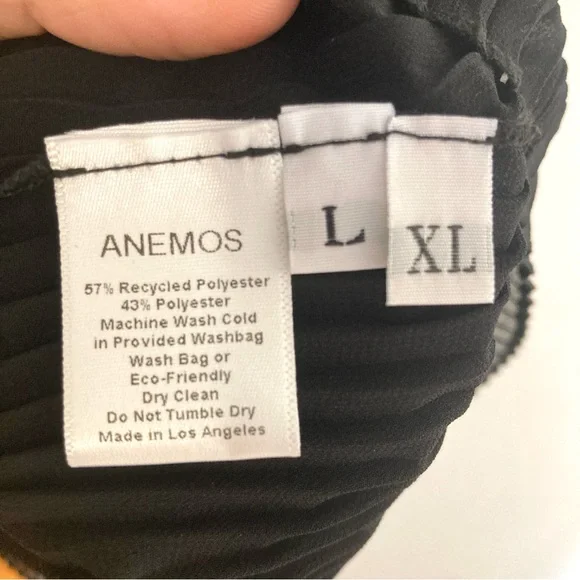 ANEMOS
57% Recycled Polyester
43% Polyester
Machine Wash Cold
in Provided Washbag
Wash Bag or
Eco-Friendly
Dry Clean
Do Not Tumble Dry
Made in Los Angeles
L
XL